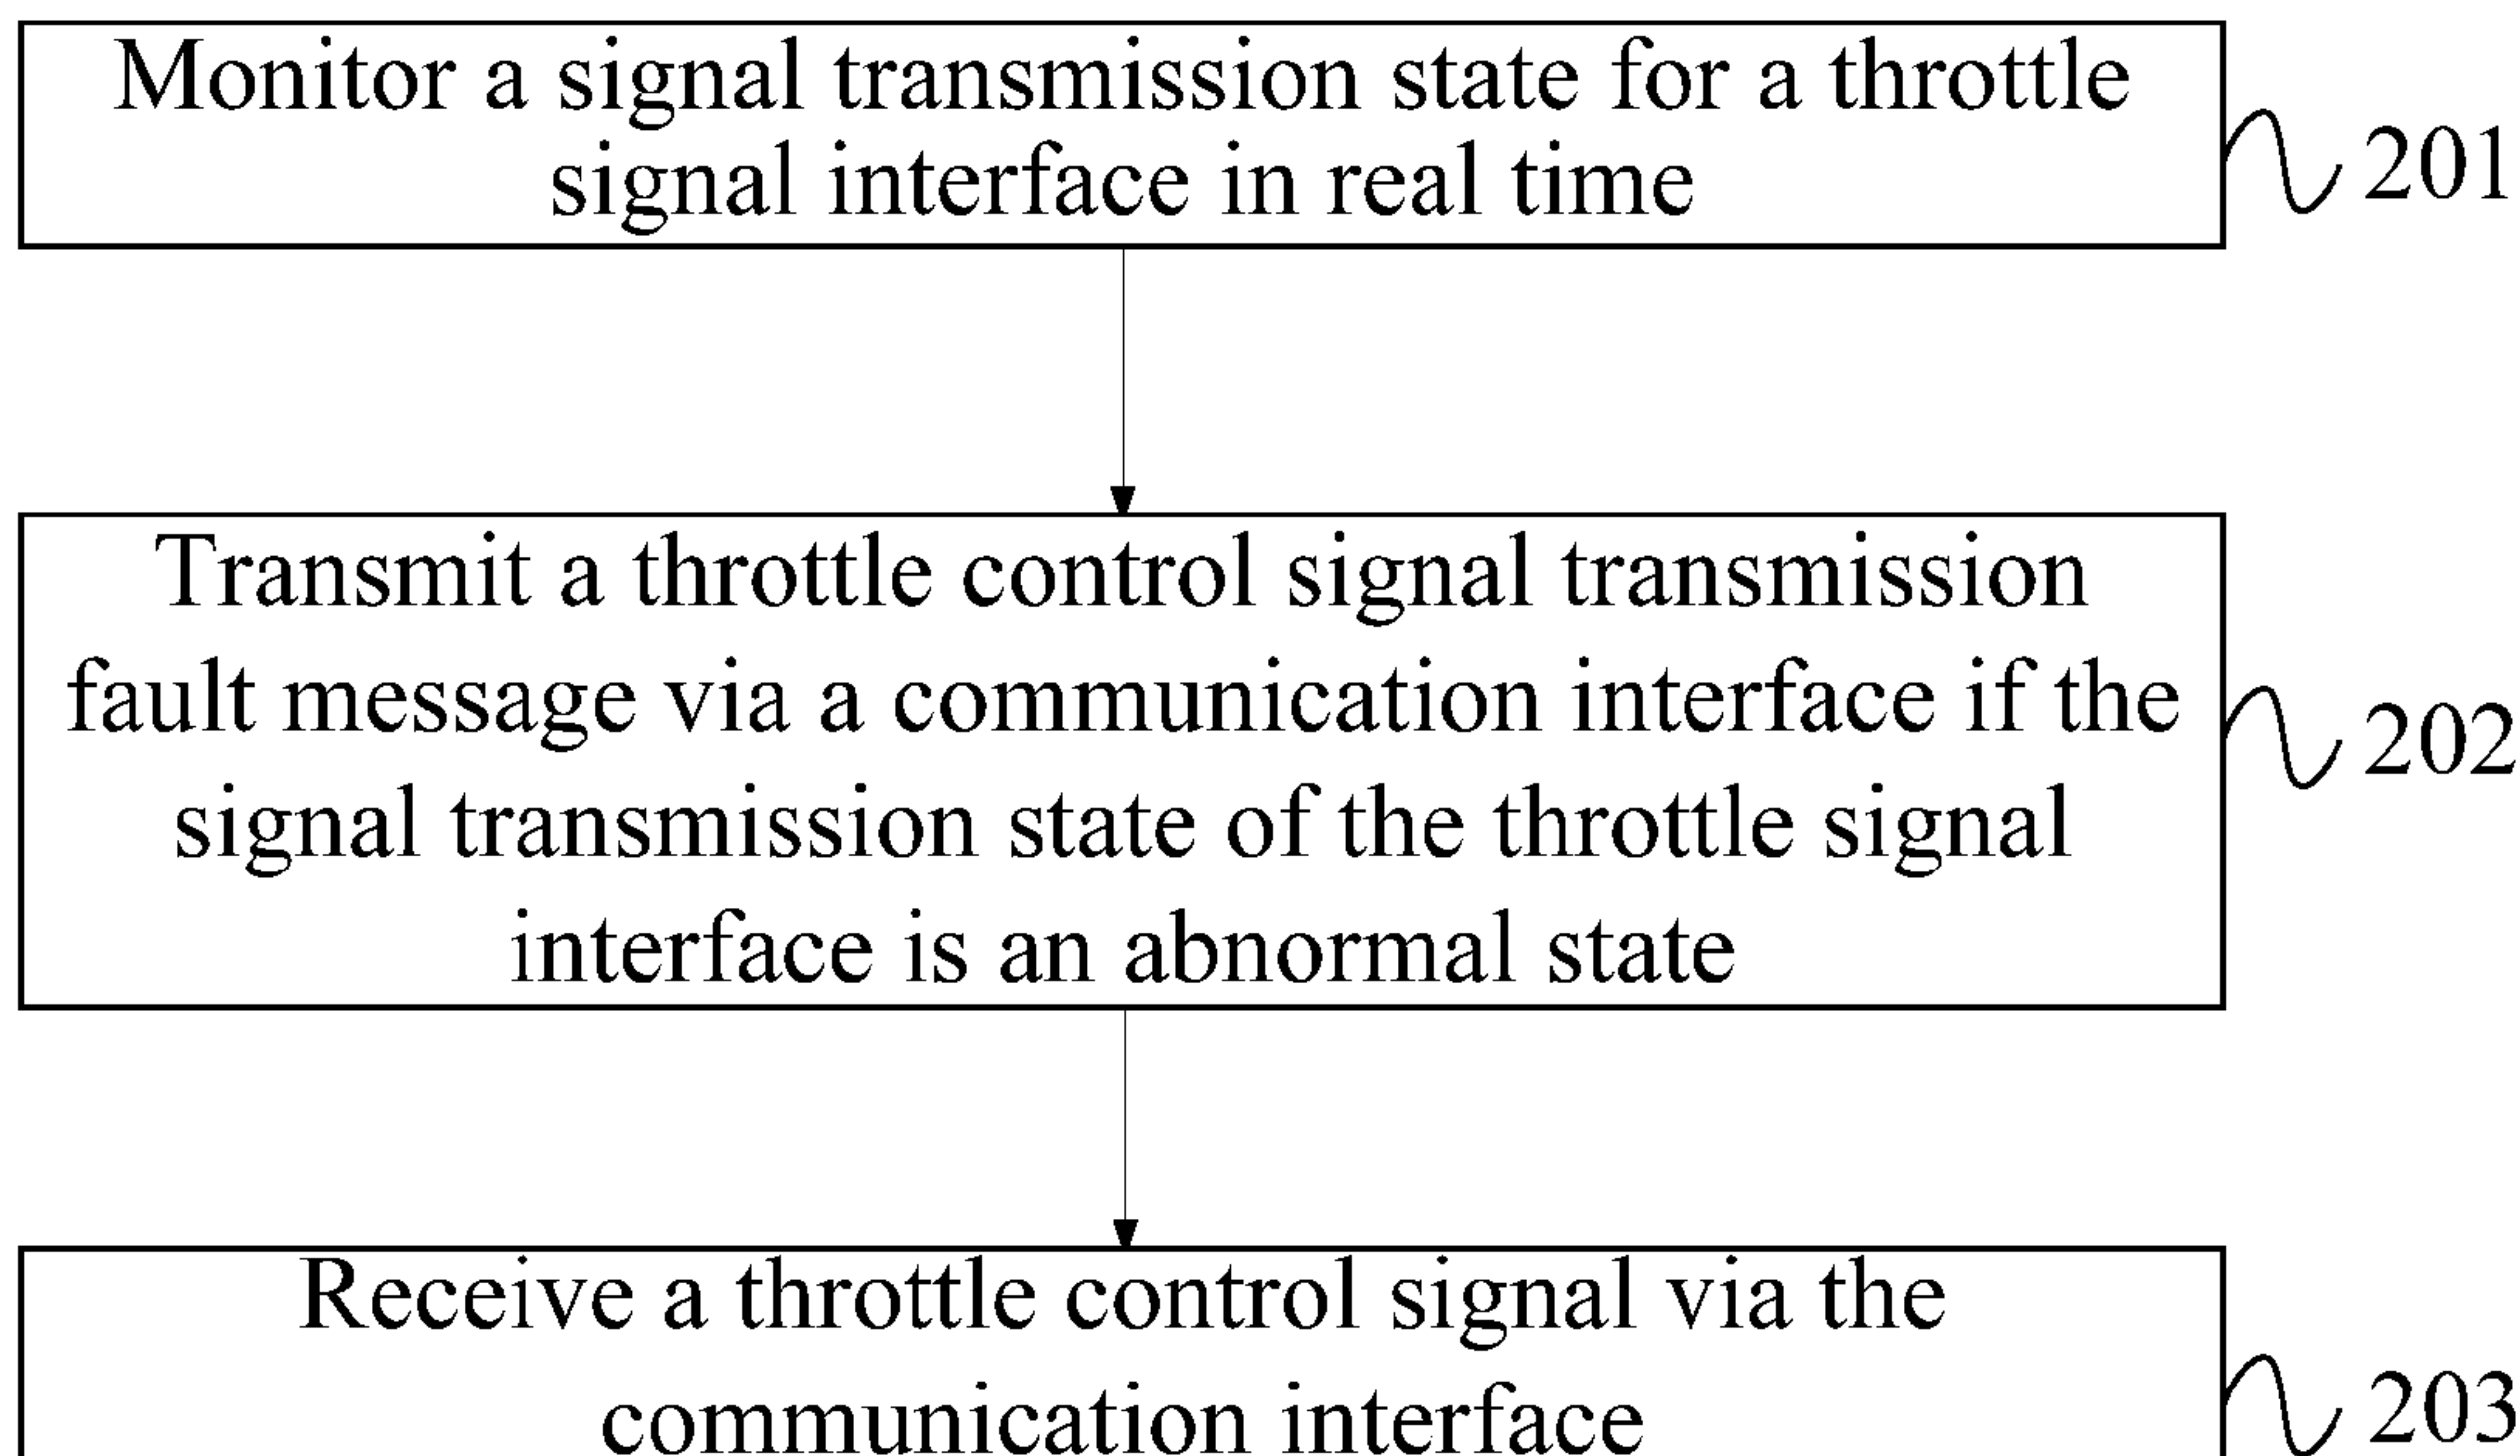 Monitor a signal transmission state for a throttle
signal interface in real time
201
Transmit a throttle control signal transmission
fault message via a communication interface if the
signal transmission state of the throttle signal
interface is an abnormal state
202
Receive a throttle control signal via the
communication interface
203